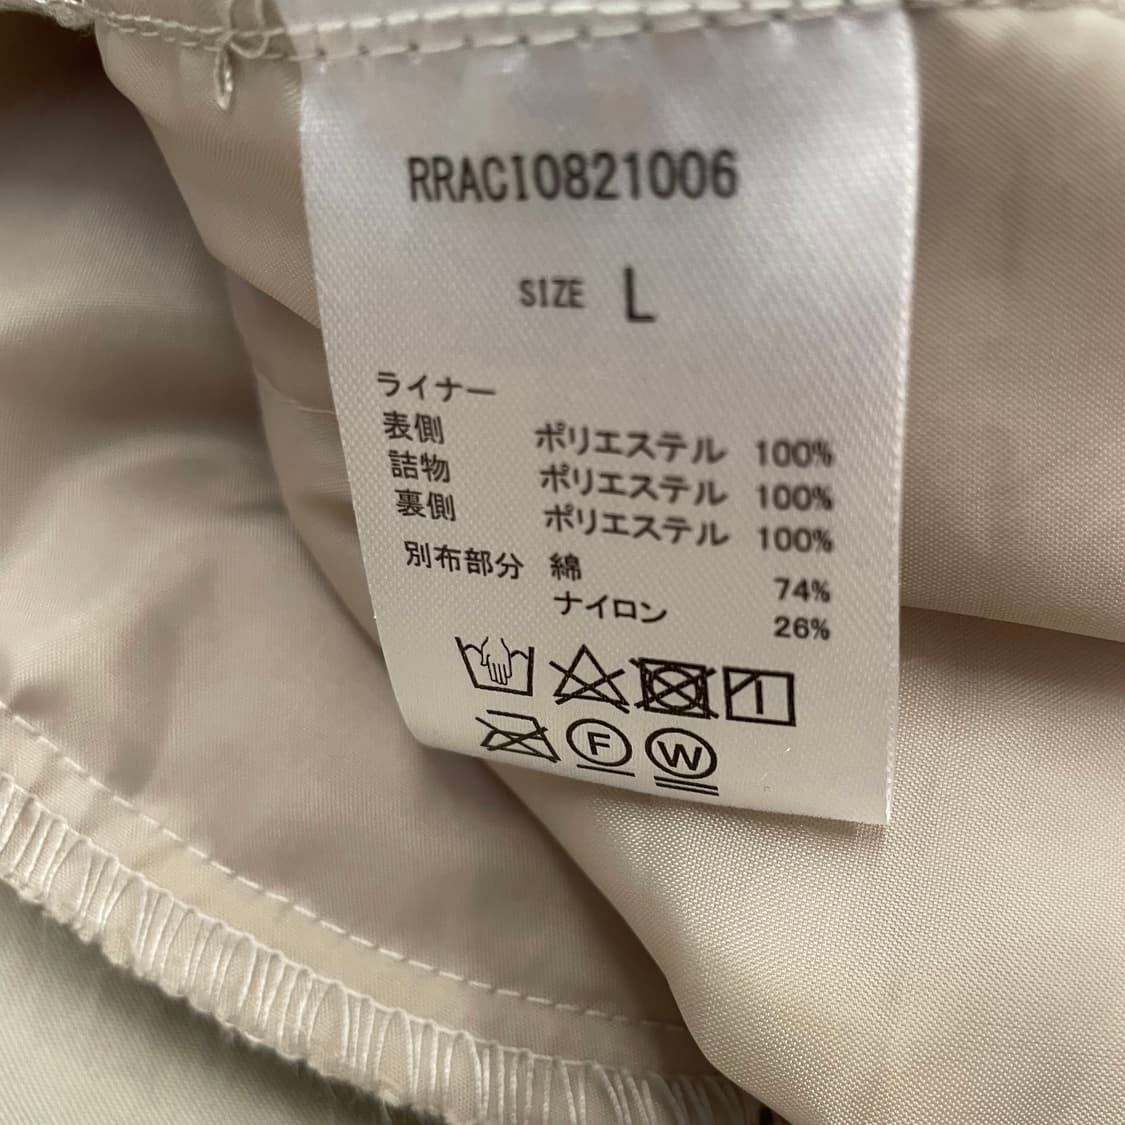 RRACI0821006
SIZE L
ライナー
表側 ポリエステル 100%
詰物 ポリエステル 100%
裏側 ポリエステル 100%
別布部分 綿 74%
ナイロン 26%
F W